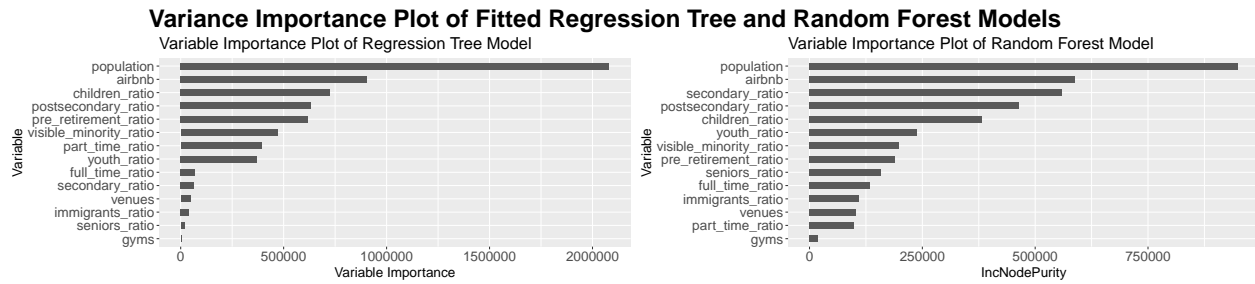 Variance Importance Plot of Fitted Regression Tree and Random Forest Models
Variable Importance Plot of Regression Tree Model
Variable
population
airbnb
children_ratio
postsecondary_ratio
pre_retirement_ratio
visible_minority_ratio
part_time_ratio
youth_ratio
full_time_ratio
secondary_ratio
venues
immigrants_ratio
seniors_ratio
gyms
0 500000 1000000 1500000 2000000
Variable Importance
Variable Importance Plot of Random Forest Model
Variable
population
airbnb
secondary_ratio
postsecondary_ratio
children_ratio
youth_ratio
visible_minority_ratio
pre_retirement_ratio
seniors_ratio
full_time_ratio
immigrants_ratio
venues
part_time_ratio
gyms
0 250000 500000 750000
IncNodePurity